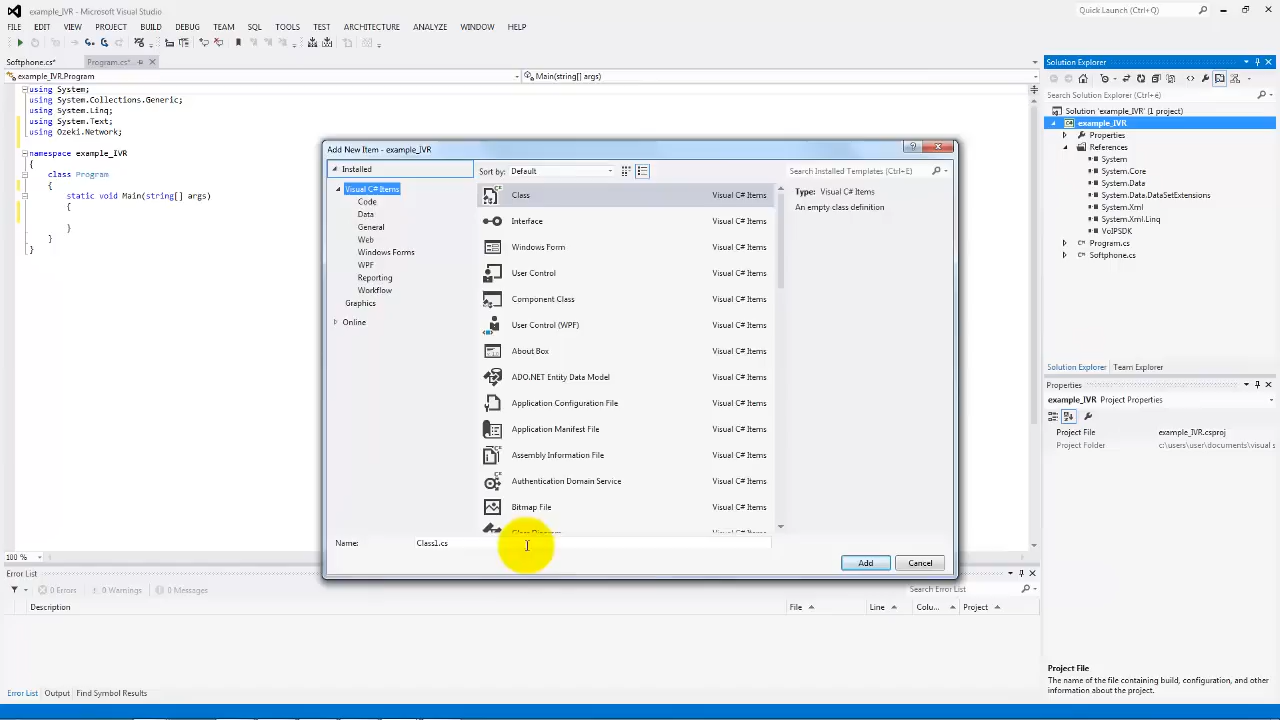 example_IVR - Microsoft Visual Studio
Quick Launch (Ctrl+Q)
FILE EDIT VIEW PROJECT BUILD DEBUG TEAM SQL TOOLS TEST ARCHITECTURE ANALYZE WINDOW HELP
Softphone.cs* Program.cs*
example_IVR.Program Main(string[] args)
using System;
using System.Collections.Generic;
using System.Linq;
using System.Text;
using Ozeki.Network;
namespace example_IVR
{
class Program
{
static void Main(string[] args)
{
}
}
}
100 %
Add New Item - example_IVR
Installed
Visual C# Items
Code
Data
General
Web
Windows Forms
WPF
Reporting
Workflow
Graphics
Online
Sort by: Default
Search Installed Templates (Ctrl+E)
Class Visual C# Items
Interface Visual C# Items
Windows Form Visual C# Items
User Control Visual C# Items
Component Class Visual C# Items
User Control (WPF) Visual C# Items
About Box Visual C# Items
ADO.NET Entity Data Model Visual C# Items
Application Configuration File Visual C# Items
Application Manifest File Visual C# Items
Assembly Information File Visual C# Items
Authentication Domain Service Visual C# Items
Bitmap File Visual C# Items
Type: Visual C# Items
An empty class definition
Name: Class1.cs
Add Cancel
Solution Explorer
Search Solution Explorer (Ctrl+é)
Solution 'example_IVR' (1 project)
example_IVR
Properties
References
System
System.Core
System.Data
System.Data.DataSetExtensions
System.Xml
System.Xml.Linq
VoIPSDK
Program.cs
Softphone.cs
Solution Explorer Team Explorer
Properties
example_IVR Project Properties
Project File example_IVR.csproj
Project Folder c:\users\user\documents\visual s
Project File
The name of the file containing build, configuration, and other
information about the project.
Error List
0 Errors 0 Warnings 0 Messages
Search Error List
Description File Line Colu... Project
Error List Output Find Symbol Results